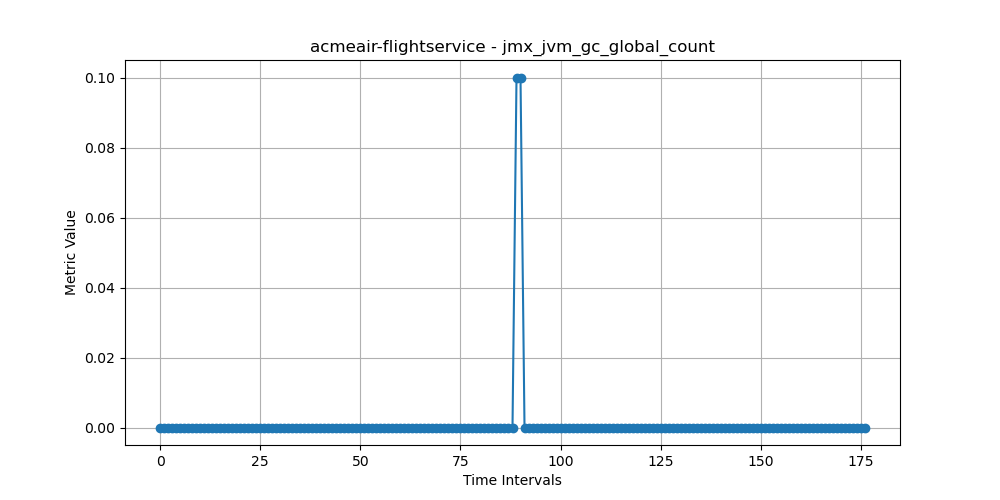 acmeair-flightservice - jmx_jvm_gc_global_count
Metric Value
0.10
0.08
0.06
0.04
0.02
0.00
0 25 50 75 100 125 150 175
Time Intervals